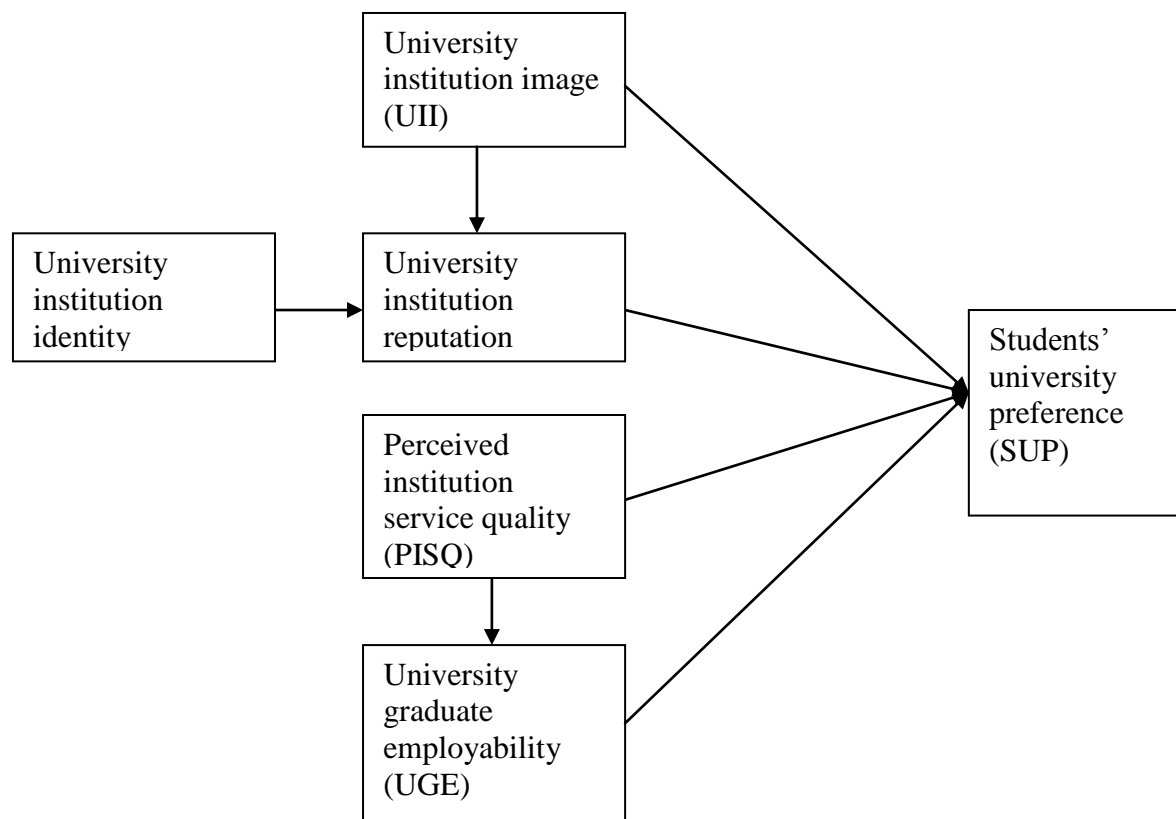 University
institution image
(UII)
University
institution
identity
University
institution
reputation
Students’
university
preference
(SUP)
Perceived
institution
service quality
(PISQ)
University
graduate
employability
(UGE)